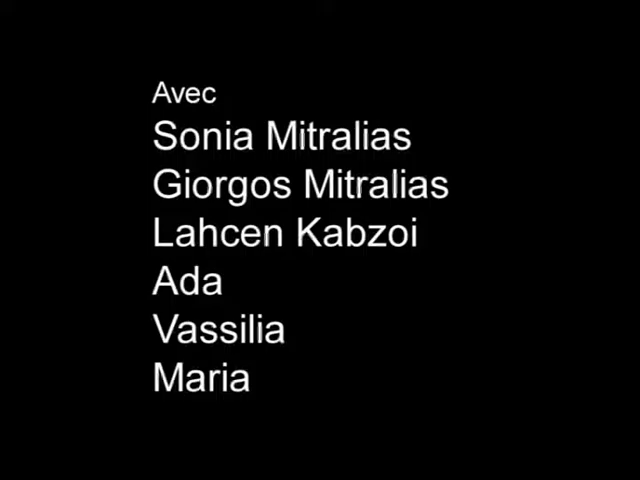 Avec
Sonia Mitralias
Giorgos Mitralias
Lahcen Kabzoi
Ada
Vassilia
Maria